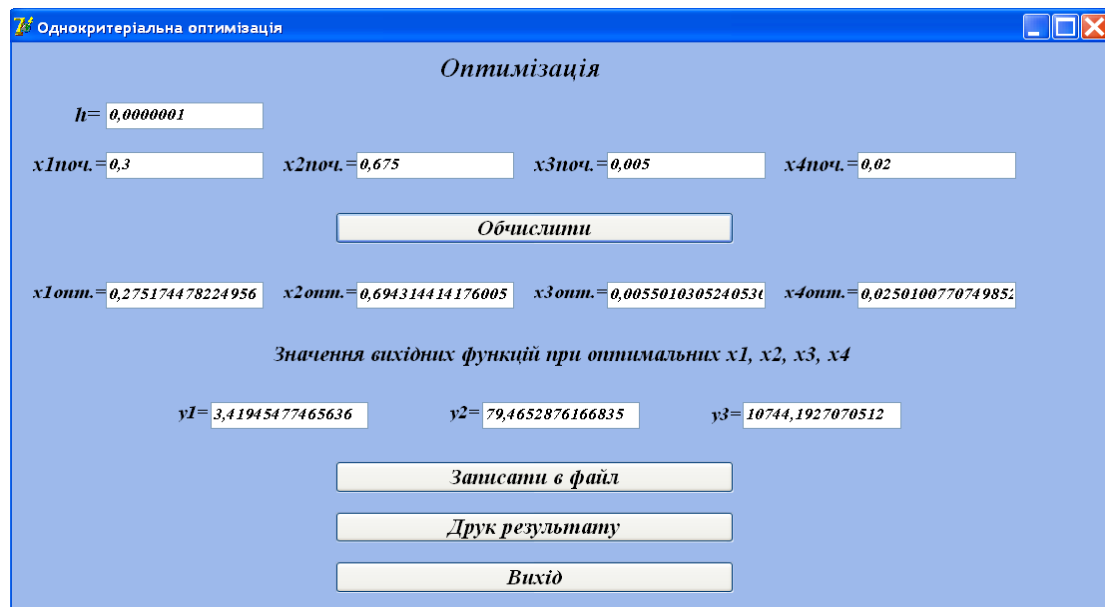 Однокритеріальна оптимізація
Оптимізація
h= 0,0000001
x1поч.= 0,3 x2поч.= 0,675 x3поч.= 0,005 x4поч.= 0,02
Обчислити
x1опт.= 0,275174478224956 x2опт.= 0,694314414176005 x3опт.= 0,0055010305240536 x4опт.= 0,0250100770749852
Значення вихідних функцій при оптимальних x1, x2, x3, x4
y1= 3,41945477465636 y2= 79,4652876166835 y3= 10744,1927070512
Записати в файл
Друк результату
Вихід